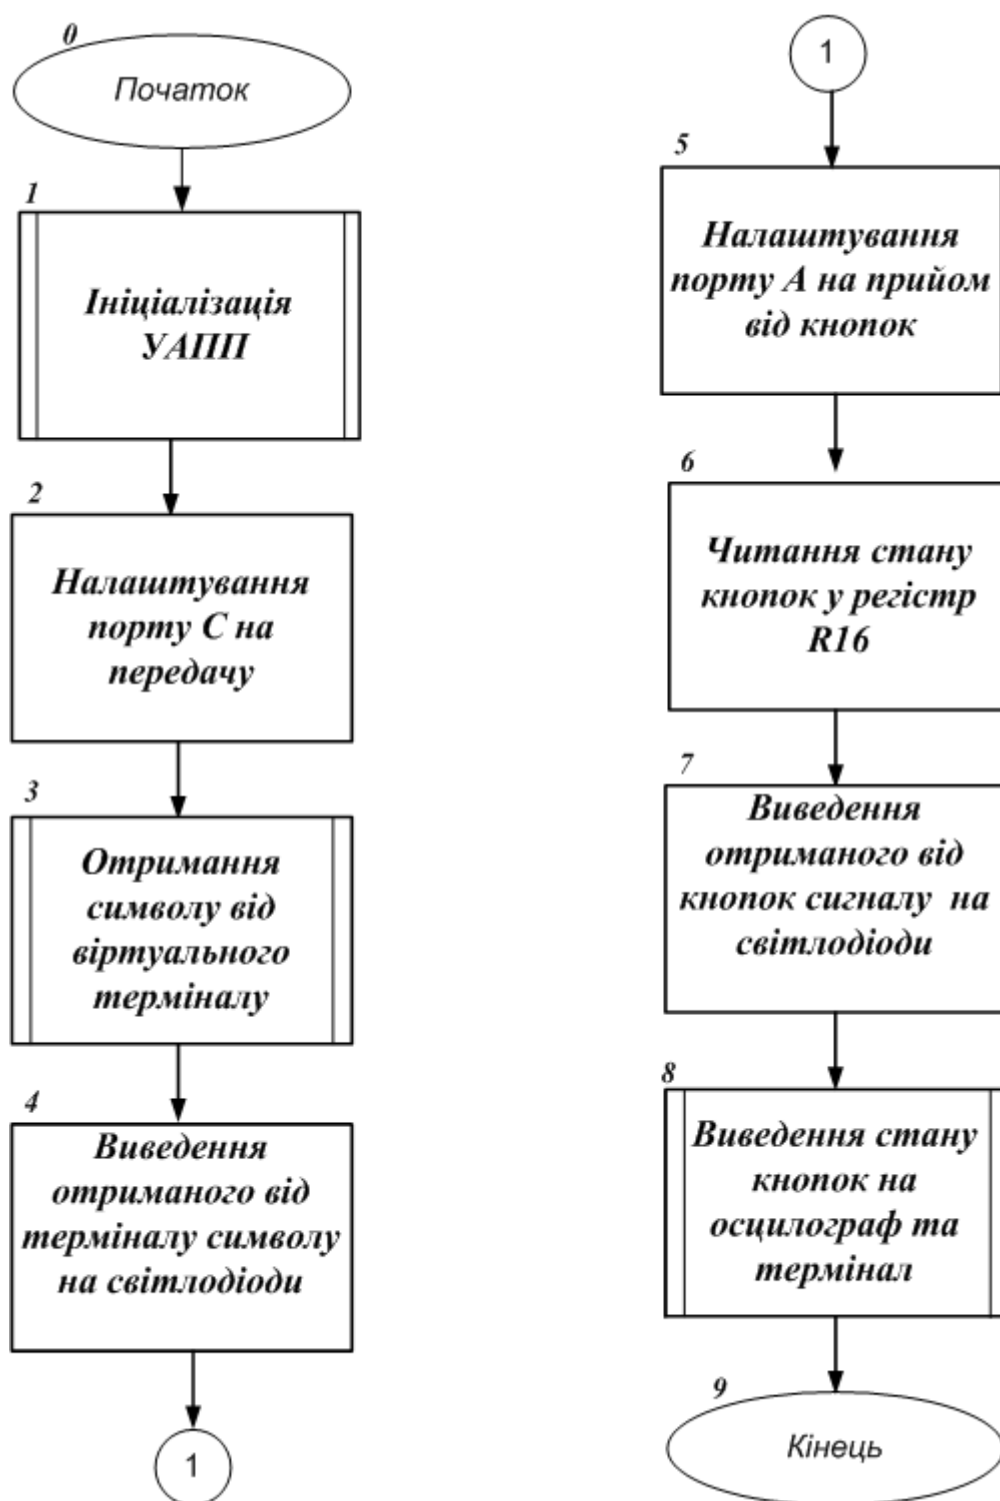 0
Початок
1
Ініціалізація
УАПП
2
Налаштування
порту С на
передачу
3
Отримання
символу від
віртуального
терміналу
4
Виведення
отриманого від
терміналу символу
на світлодіоди
1
1
5
Налаштування
порту А на прийом
від кнопок
6
Читання стану
кнопок у регістр
R16
7
Виведення
отриманого від
кнопок сигналу на
світлодіоди
8
Виведення стану
кнопок на
осцилограф та
термінал
9
Кінець